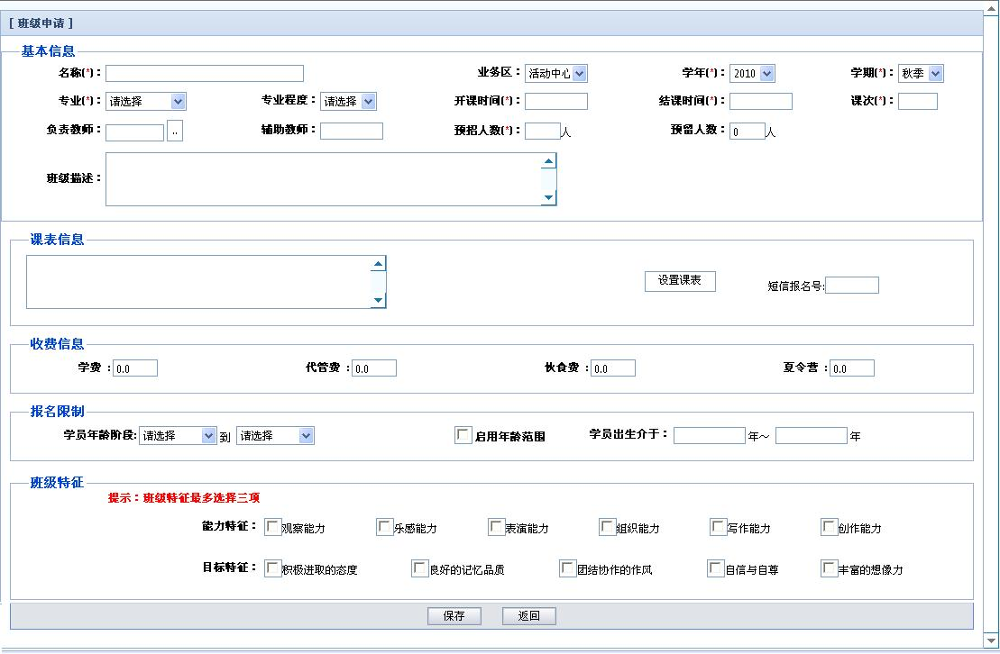 [ 班级申请 ]
基本信息
名称(*)： 业务区： 活动中心 学年(*)： 2010 学期(*)： 秋季
专业(*)： 请选择 专业程度： 请选择 开课时间(*)： 结课时间(*)： 课次(*)：
负责教师： .. 辅助教师： 预招人数(*)： 人 预留人数： 0 人
班级描述：
课表信息
设置课表 短信报名号:
收费信息
学费 ：0.0 代管费 ：0.0 伙食费 ：0.0 夏令营 ：0.0
报名限制
学员年龄阶段: 请选择 到 请选择 启用年龄范围 学员出生介于： 年～ 年
班级特征
提示：班级特征最多选择三项
能力特征： 观察能力 乐感能力 表演能力 组织能力 写作能力 创作能力
目标特征： 积极进取的态度 良好的记忆品质 团结协作的作风 自信与自尊 丰富的想像力
保存 返回